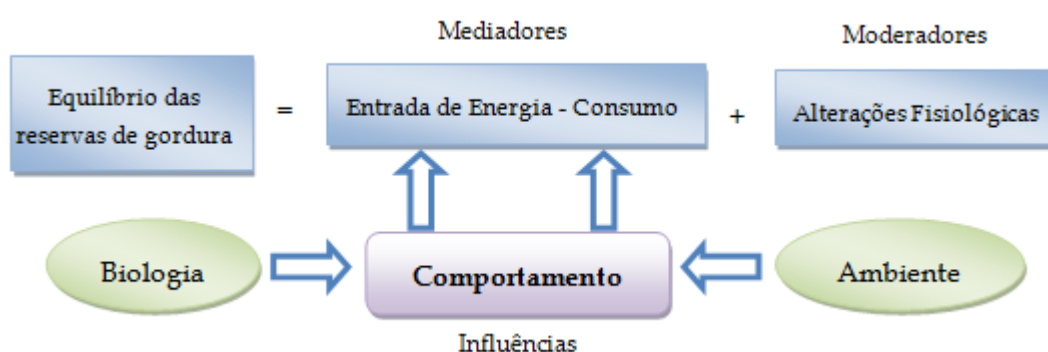 Mediadores
Moderadores
Equilíbrio das
reservas de gordura
=
Entrada de Energia - Consumo
+
Alterações Fisiológicas
Biologia
Comportamento
Ambiente
Influências